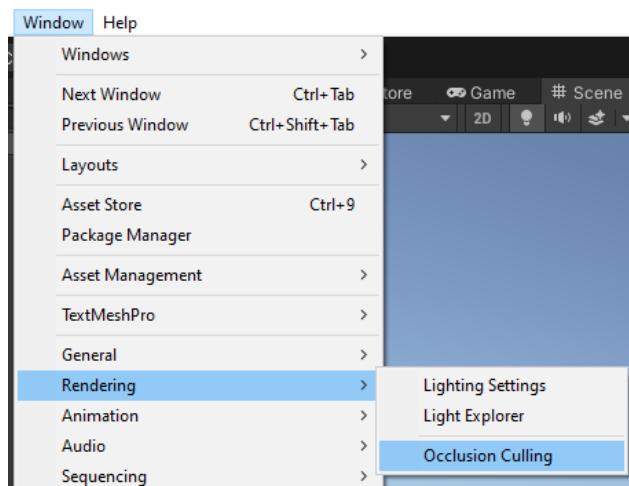 Window Help
Windows
Next Window Ctrl+Tab
Previous Window Ctrl+Shift+Tab
Layouts
Asset Store Ctrl+9
Package Manager
Asset Management
TextMeshPro
General
Rendering
Animation
Audio
Sequencing
tore Game # Scene
2D
Lighting Settings
Light Explorer
Occlusion Culling